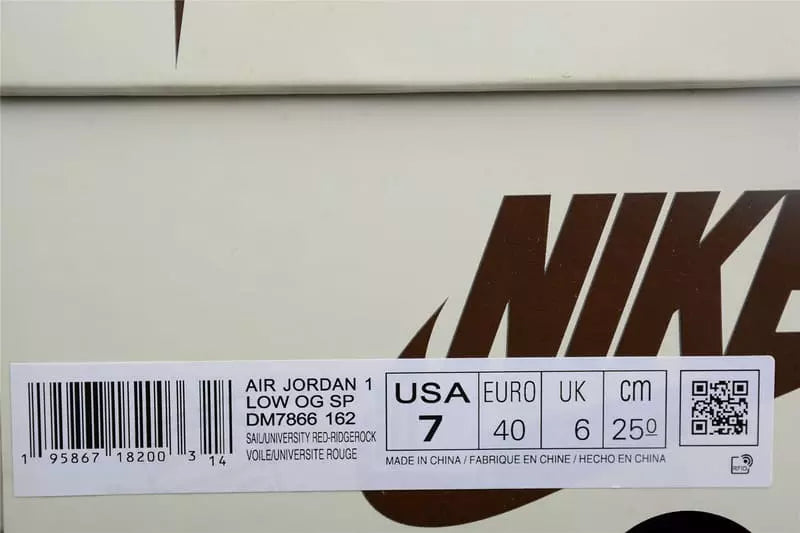 NIKE
AIR JORDAN 1
LOW OG SP
DM7866 162
SAIL/UNIVERSITY RED-RIDGEROCK
VOILE/UNIVERSITE ROUGE
1 95867 18200 3 14
USA EURO UK cm
7 40 6 25º
MADE IN CHINA / FABRIQUE EN CHINE / HECHO EN CHINA
RFID